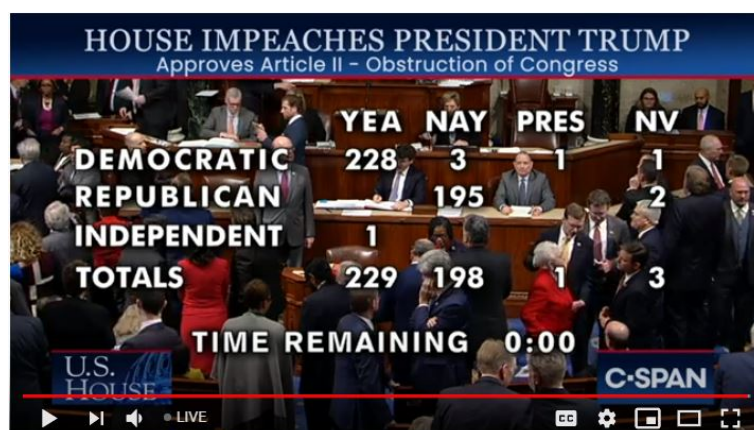 HOUSE IMPEACHES PRESIDENT TRUMP
Approves Article II - Obstruction of Congress
YEA NAY PRES NV
DEMOCRATIC 228 3 1 1
REPUBLICAN 195 2
INDEPENDENT 1
TOTALS 229 198 1 3
TIME REMAINING 0:00
U.S.
HOUSE
C-SPAN
LIVE
CC